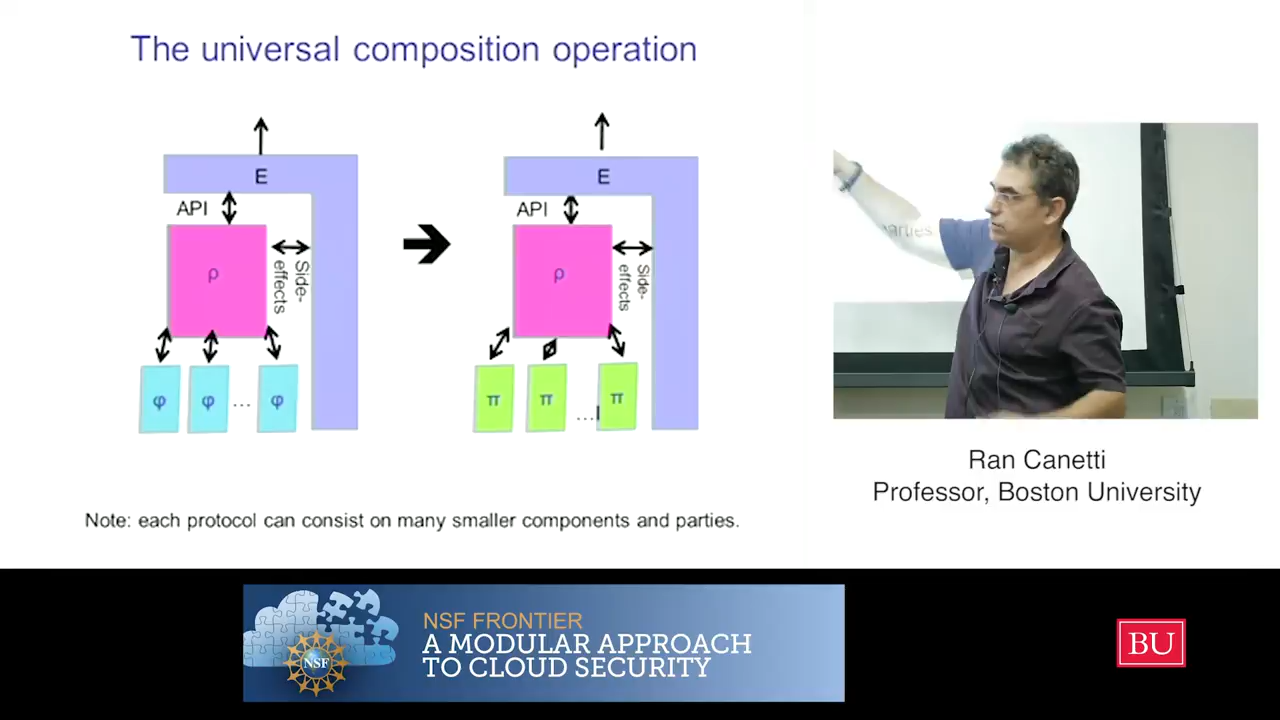 The universal composition operation
E
API
ρ
Side-
effects
φ
φ
...
φ
E
API
ρ
Side-
effects
π
π
...
π
Note: each protocol can consist on many smaller components and parties.
arties.
Ran Canetti
Professor, Boston University
NSF FRONTIER
A MODULAR APPROACH
TO CLOUD SECURITY
NSF
BU